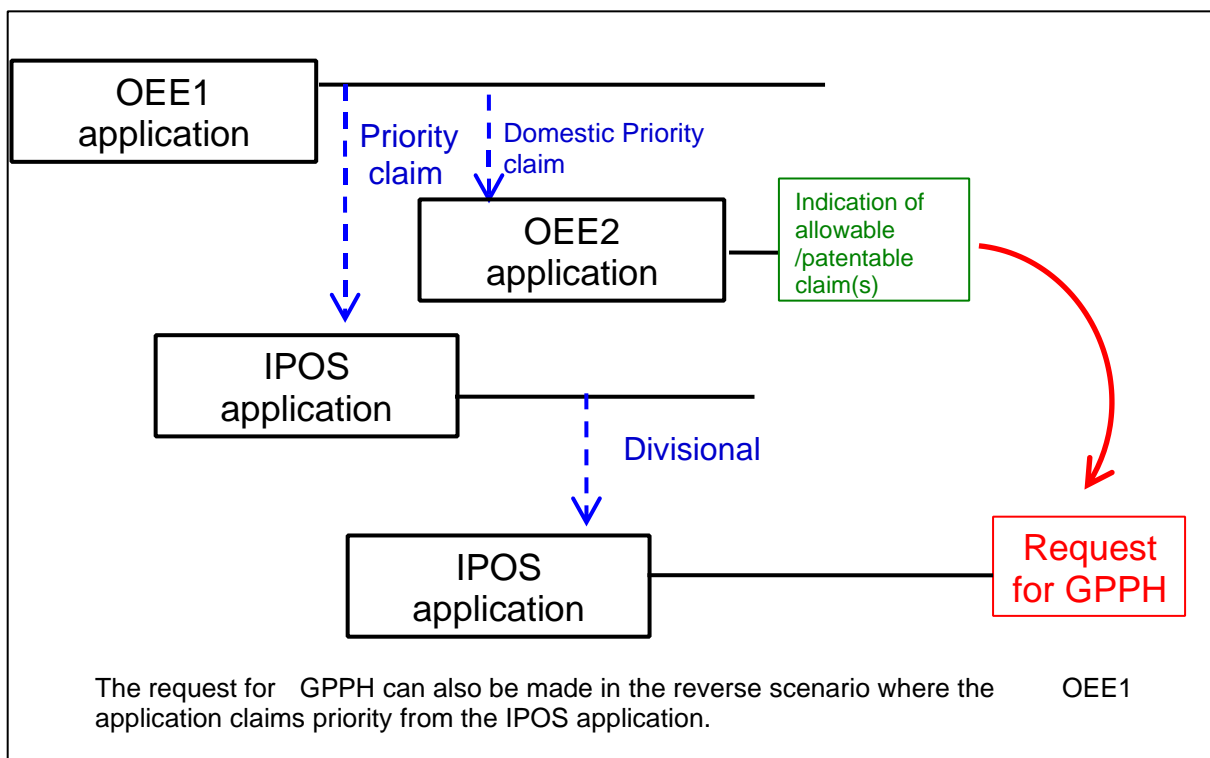 OEE1
application
Priority
claim
Domestic Priority
claim
OEE2
application
Indication of
allowable
/patentable
claim(s)
IPOS
application
Divisional
IPOS
application
Request
for GPPH
The request for GPPH can also be made in the reverse scenario where the OEE1
application claims priority from the IPOS application.